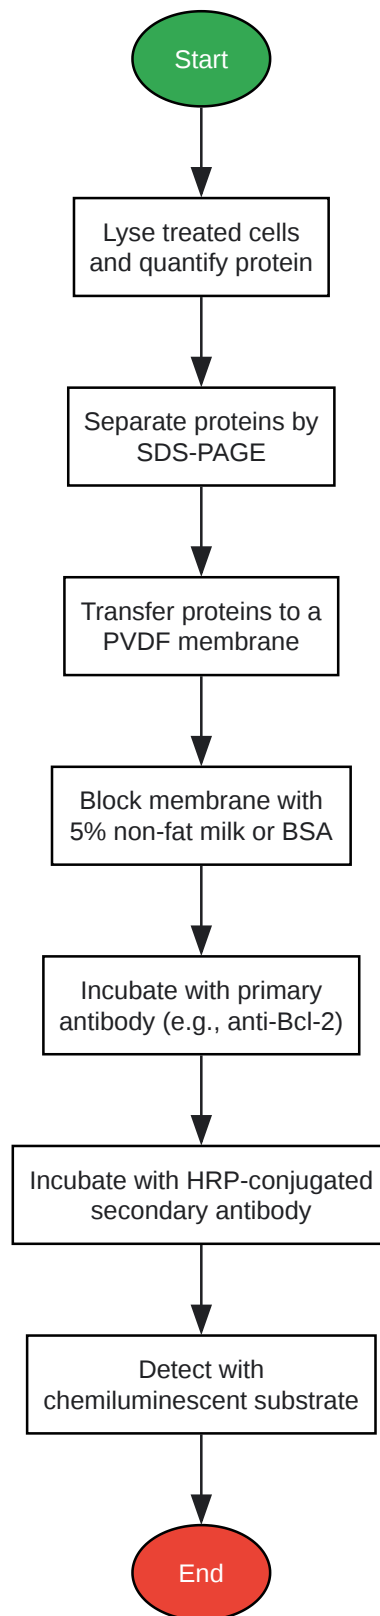 Start
Lyse treated cells
and quantify protein
Separate proteins by
SDS-PAGE
Transfer proteins to a
PVDF membrane
Block membrane with
5% non-fat milk or BSA
Incubate with primary
antibody (e.g., anti-Bcl-2)
Incubate with HRP-conjugated
secondary antibody
Detect with
chemiluminescent substrate
End